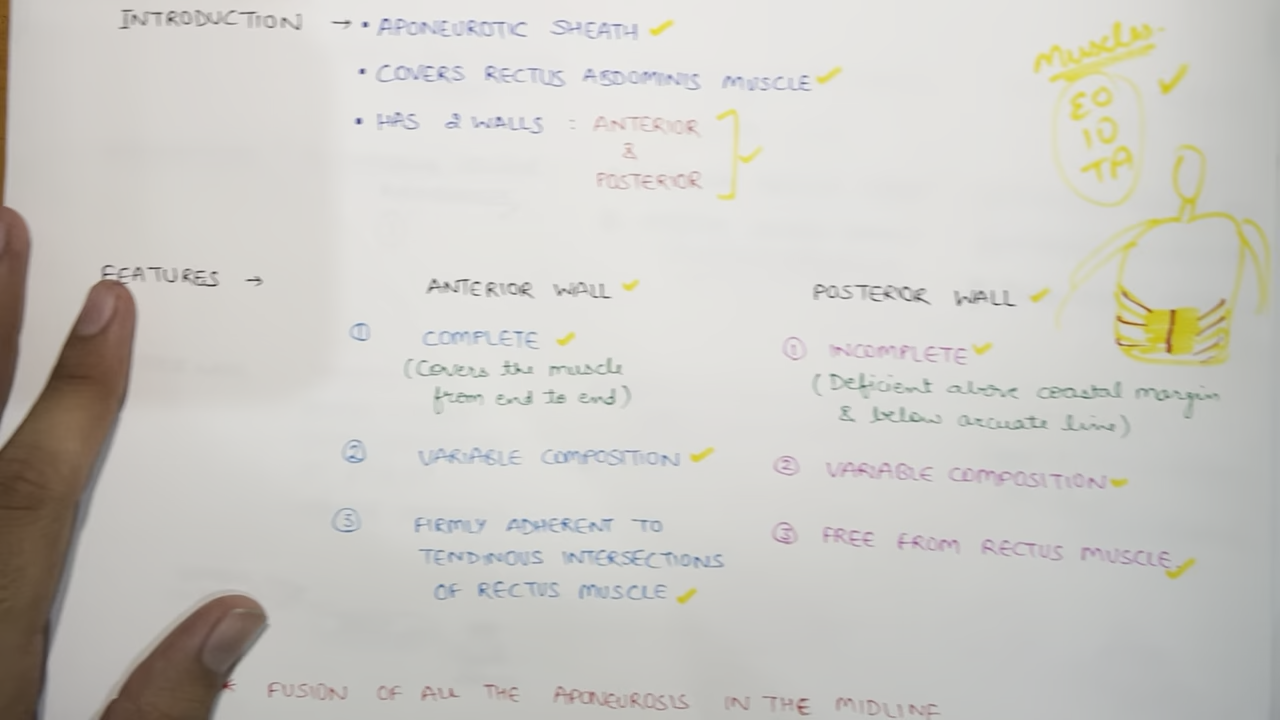 INTRODUCTION → • APONEUROTIC SHEATH
• COVERS RECTUS ABDOMINIS MUSCLE
• HAS 2 WALLS : ANTERIOR
&
POSTERIOR
Muscles
EO
IO
TA
FEATURES →
ANTERIOR WALL
① COMPLETE
(Covers the muscle
from end to end)
② VARIABLE COMPOSITION
③ FIRMLY ADHERENT TO
TENDINOUS INTERSECTIONS
OF RECTUS MUSCLE
POSTERIOR WALL
① INCOMPLETE
(Deficient above coastal margin
& below arcuate line)
② VARIABLE COMPOSITION
③ FREE FROM RECTUS MUSCLE
* FUSION OF ALL THE APONEUROSIS IN THE MIDLINE